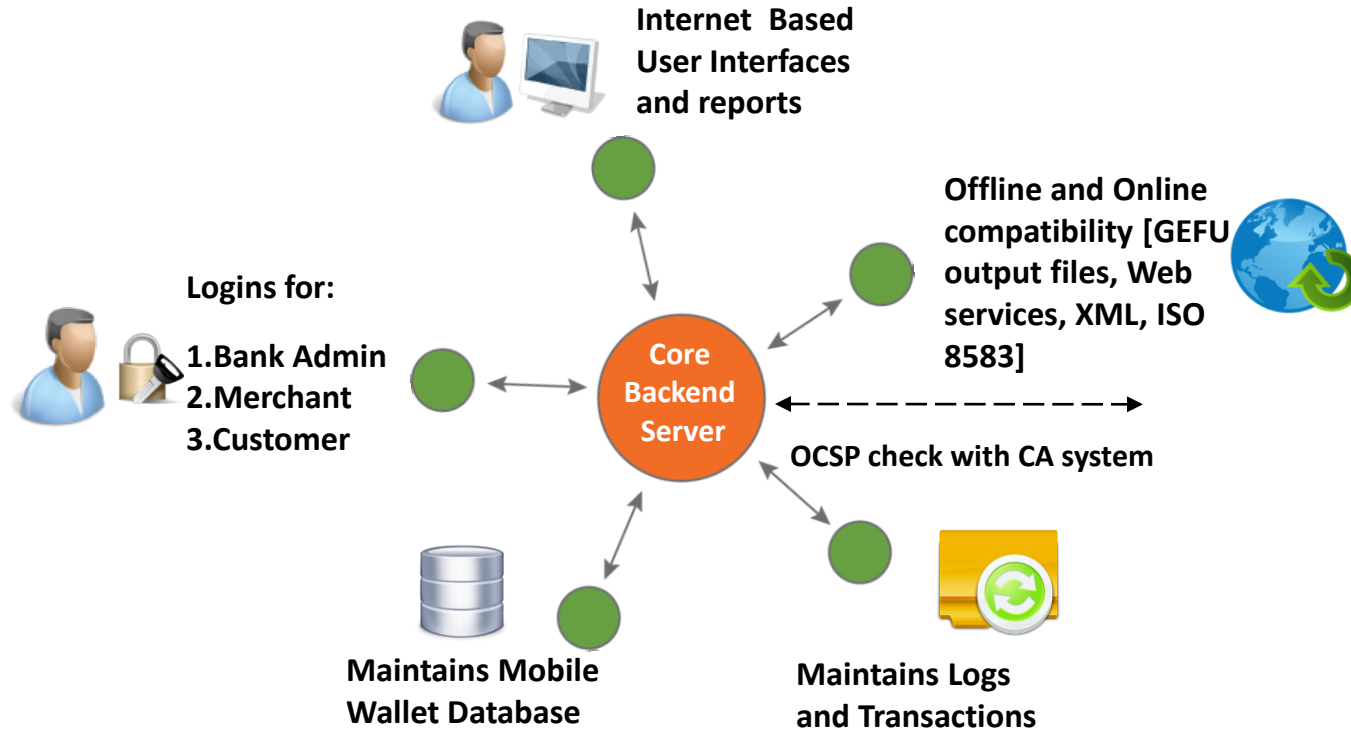 Internet Based
User Interfaces
and reports
Offline and Online
compatibility [GEFU
output files, Web
services, XML, ISO
8583]
Logins for:
1.Bank Admin
2.Merchant
3.Customer
Core
Backend
Server
OCSP check with CA system
Maintains Mobile
Wallet Database
Maintains Logs
and Transactions